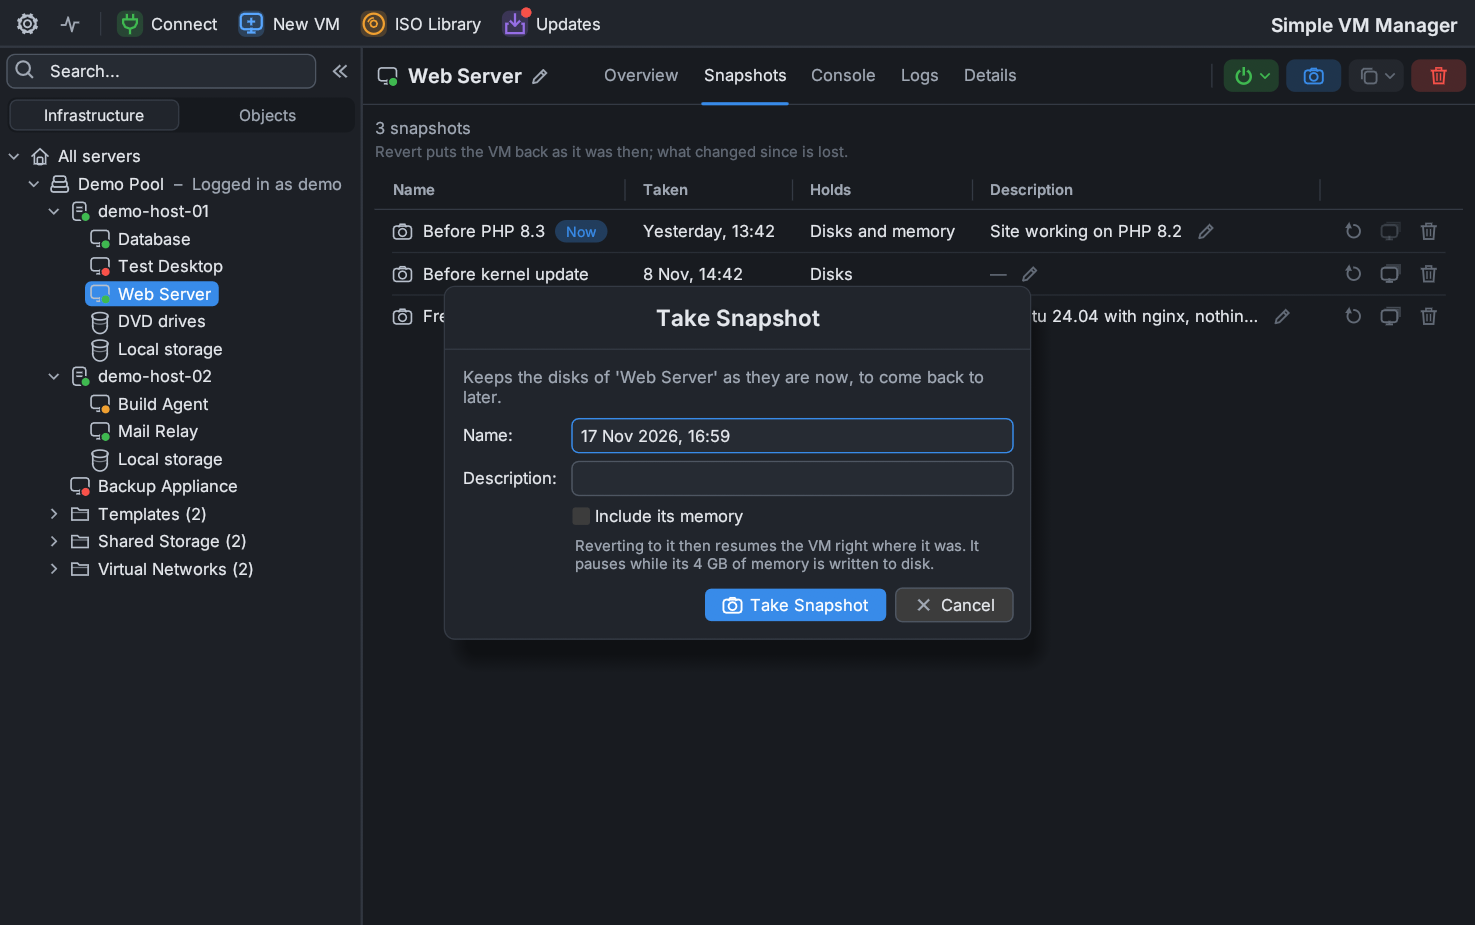 Connect New VM ISO Library Updates Simple VM Manager
Search...
Infrastructure Objects
All servers
Demo Pool – Logged in as demo
demo-host-01
Database
Test Desktop
Web Server
DVD drives
Local storage
demo-host-02
Build Agent
Mail Relay
Local storage
Backup Appliance
Templates (2)
Shared Storage (2)
Virtual Networks (2)
Web Server Overview Snapshots Console Logs Details
3 snapshots
Revert puts the VM back as it was then; what changed since is lost.
Name Taken Holds Description
Before PHP 8.3 Now Yesterday, 13:42 Disks and memory Site working on PHP 8.2
Before kernel update 8 Nov, 14:42 Disks —
Fre tu 24.04 with nginx, nothin...
Take Snapshot
Keeps the disks of 'Web Server' as they are now, to come back to
later.
Name: 17 Nov 2026, 16:59
Description:
Include its memory
Reverting to it then resumes the VM right where it was. It
pauses while its 4 GB of memory is written to disk.
Take Snapshot Cancel